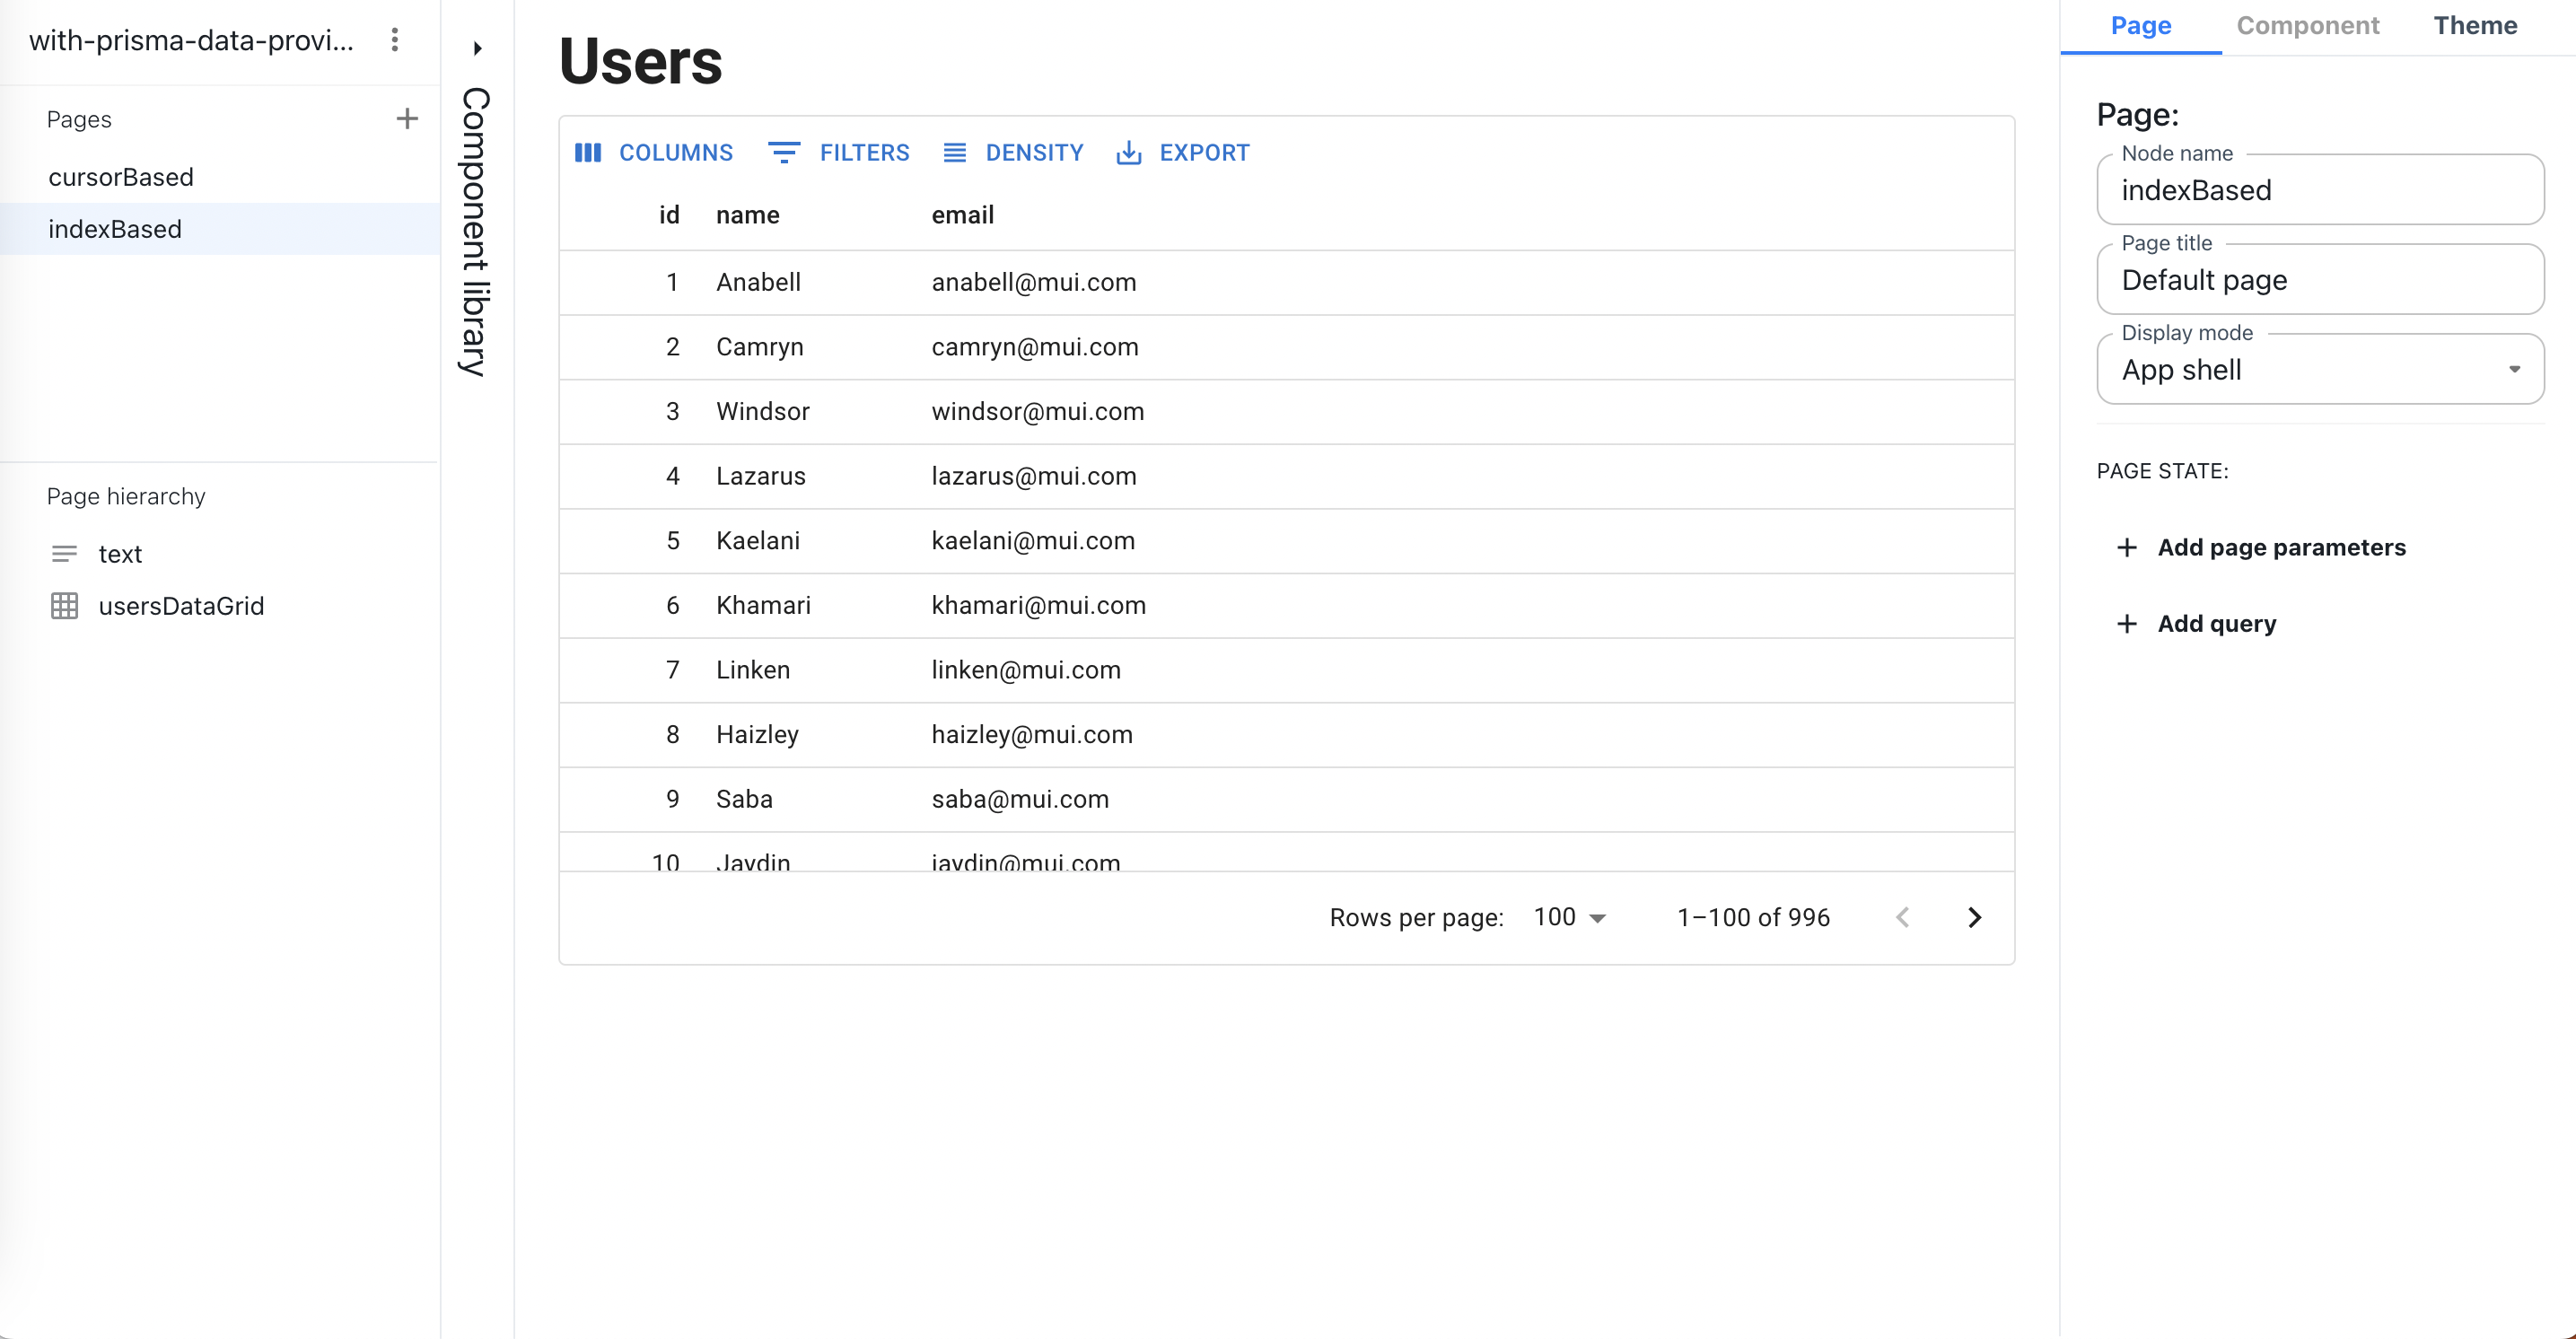 with-prisma-data-provi...
Pages
cursorBased
indexBased
Page hierarchy
text
usersDataGrid
Component library
Users
COLUMNS FILTERS DENSITY EXPORT
id name email
1 Anabell anabell@mui.com
2 Camryn camryn@mui.com
3 Windsor windsor@mui.com
4 Lazarus lazarus@mui.com
5 Kaelani kaelani@mui.com
6 Khamari khamari@mui.com
7 Linken linken@mui.com
8 Haizley haizley@mui.com
9 Saba saba@mui.com
10 Jaydin jaydin@mui.com
Rows per page: 100 1–100 of 996
Page Component Theme
Page:
Node name
indexBased
Page title
Default page
Display mode
App shell
PAGE STATE:
Add page parameters
Add query